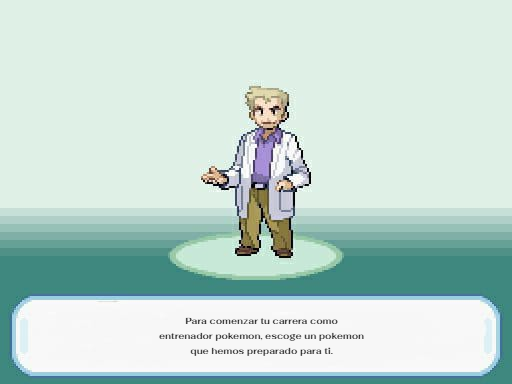 Para comenzar tu carrera como
entrenador pokemon, escoge un pokemon
que hemos preparado para ti.